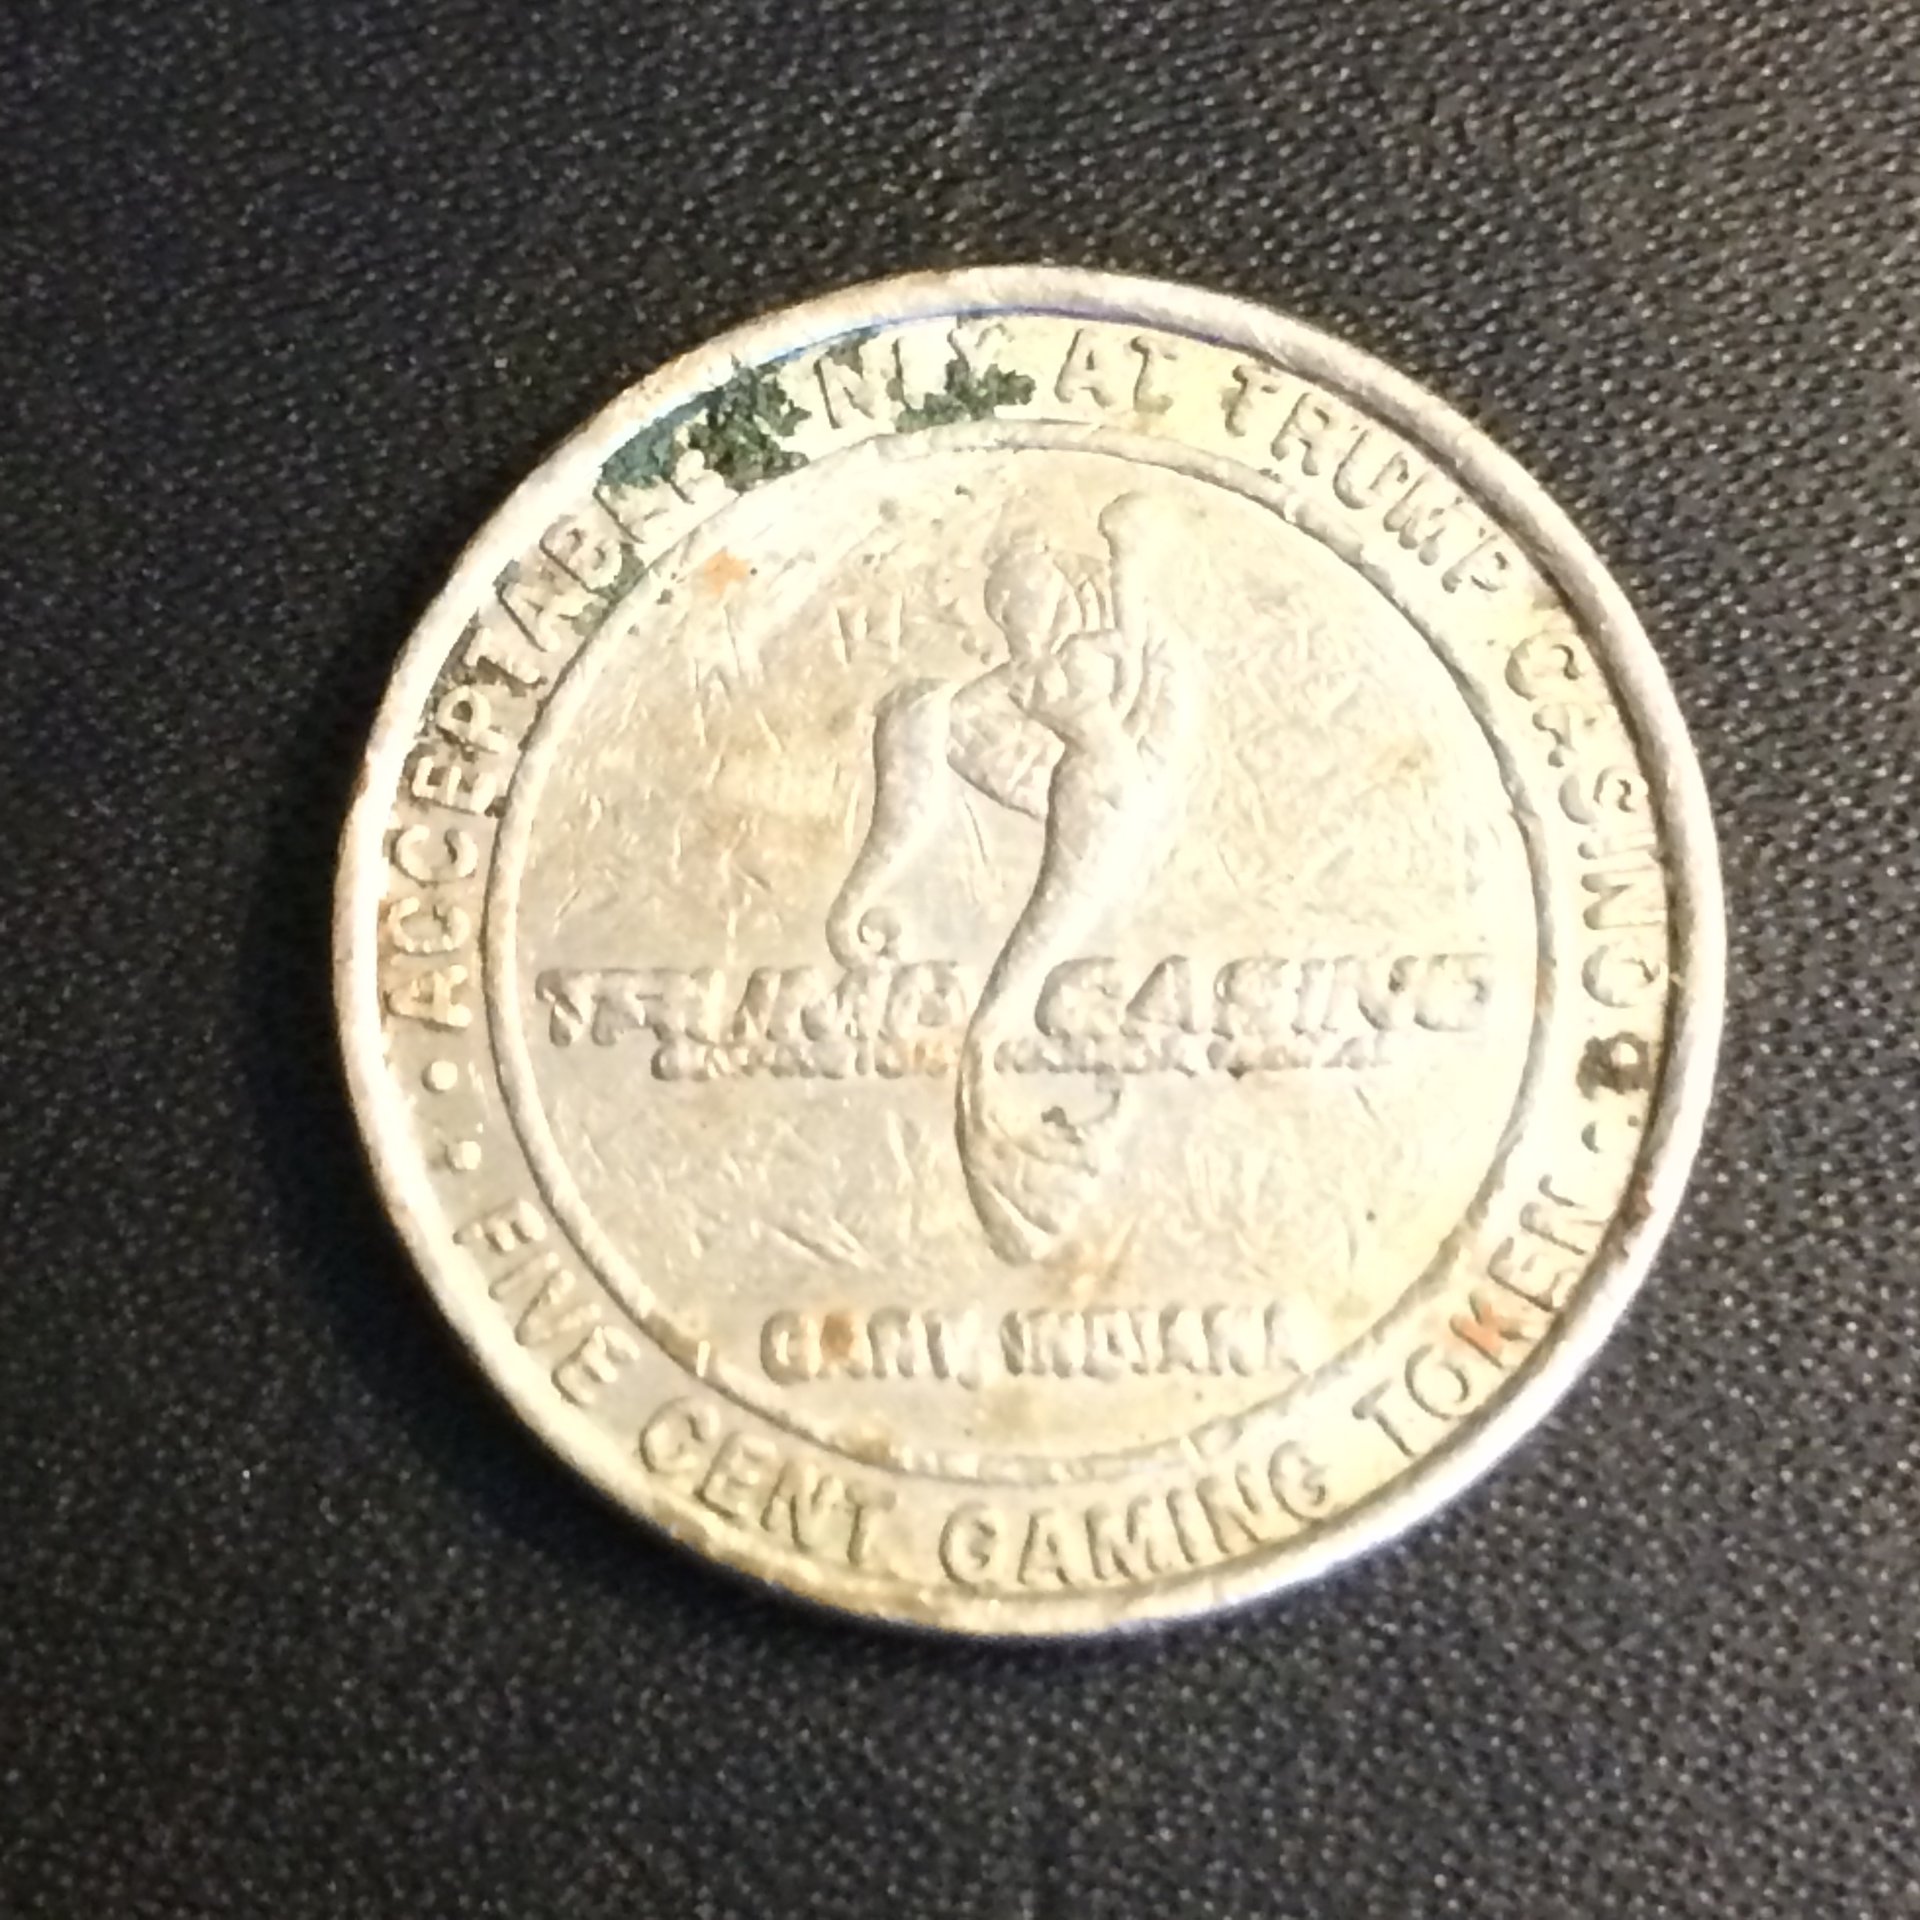 ACCEPTABLE ONLY AT TRUMP CASINO
TRUMP CASINO
GARY, INDIANA
FIVE CENT GAMING TOKEN